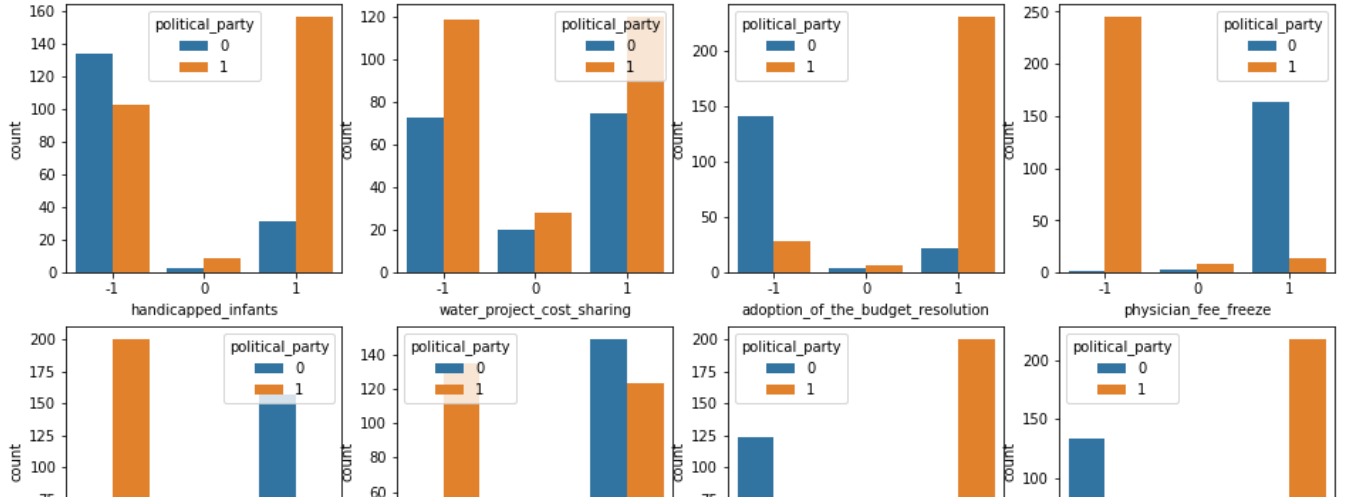 160
140
120
100
80
60
40
20
0
count
political_party
0
1
-1 0 1
handicapped_infants
120
100
80
60
40
20
0
count
political_party
0
1
-1 0 1
water_project_cost_sharing
200
150
100
50
0
count
political_party
0
1
-1 0 1
adoption_of_the_budget_resolution
250
200
150
100
50
0
count
political_party
0
1
-1 0 1
physician_fee_freeze
200
175
150
125
100
75
count
political_party
0
1
140
120
100
80
60
count
political_party
0
1
200
175
150
125
100
75
count
political_party
0
1
200
150
100
count
political_party
0
1